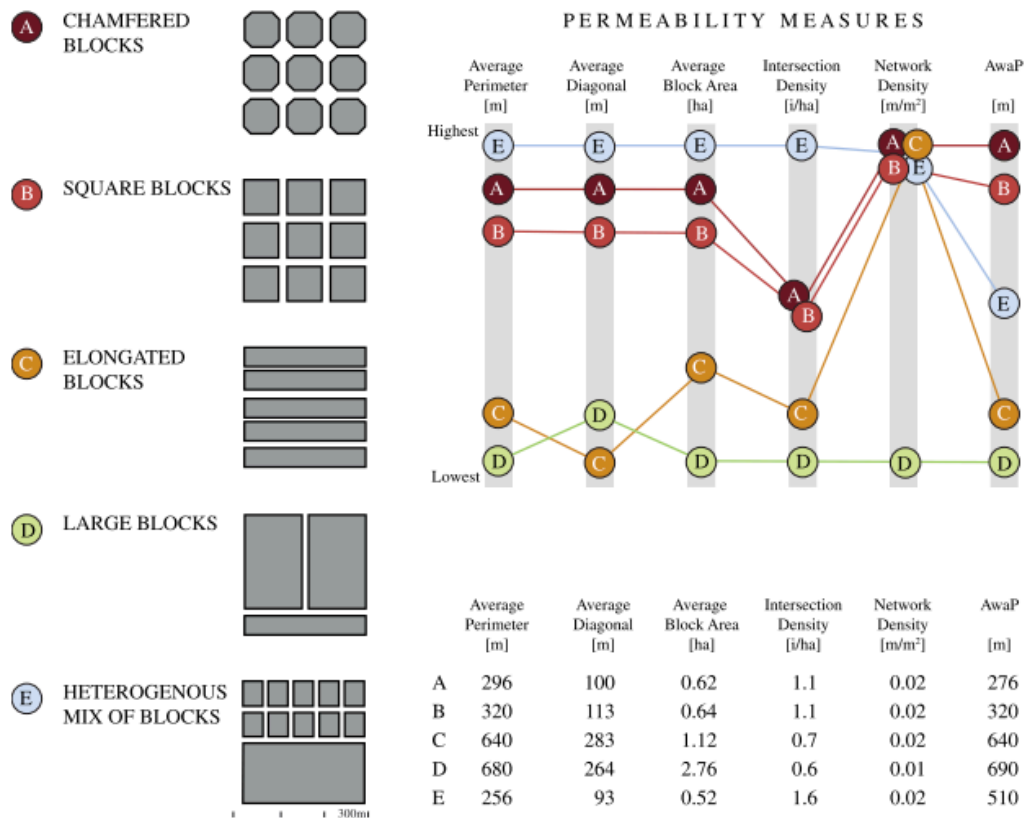 A
CHAMFERED
BLOCKS
B
SQUARE BLOCKS
C
ELONGATED
BLOCKS
D
LARGE BLOCKS
E
HETEROGENOUS
MIX OF BLOCKS
300m
PERMEABILITY MEASURES
Average Perimeter [m]
Average Diagonal [m]
Average Block Area [ha]
Intersection Density [i/ha]
Network Density [m/m²]
AwaP [m]
Highest
E E E E A C A
A A A B E B
B B B
A
B
E
C
C D C C
D C D D D D
Lowest
Average Perimeter [m]
Average Diagonal [m]
Average Block Area [ha]
Intersection Density [i/ha]
Network Density [m/m²]
AwaP [m]
A 296 100 0.62 1.1 0.02 276
B 320 113 0.64 1.1 0.02 320
C 640 283 1.12 0.7 0.02 640
D 680 264 2.76 0.6 0.01 690
E 256 93 0.52 1.6 0.02 510